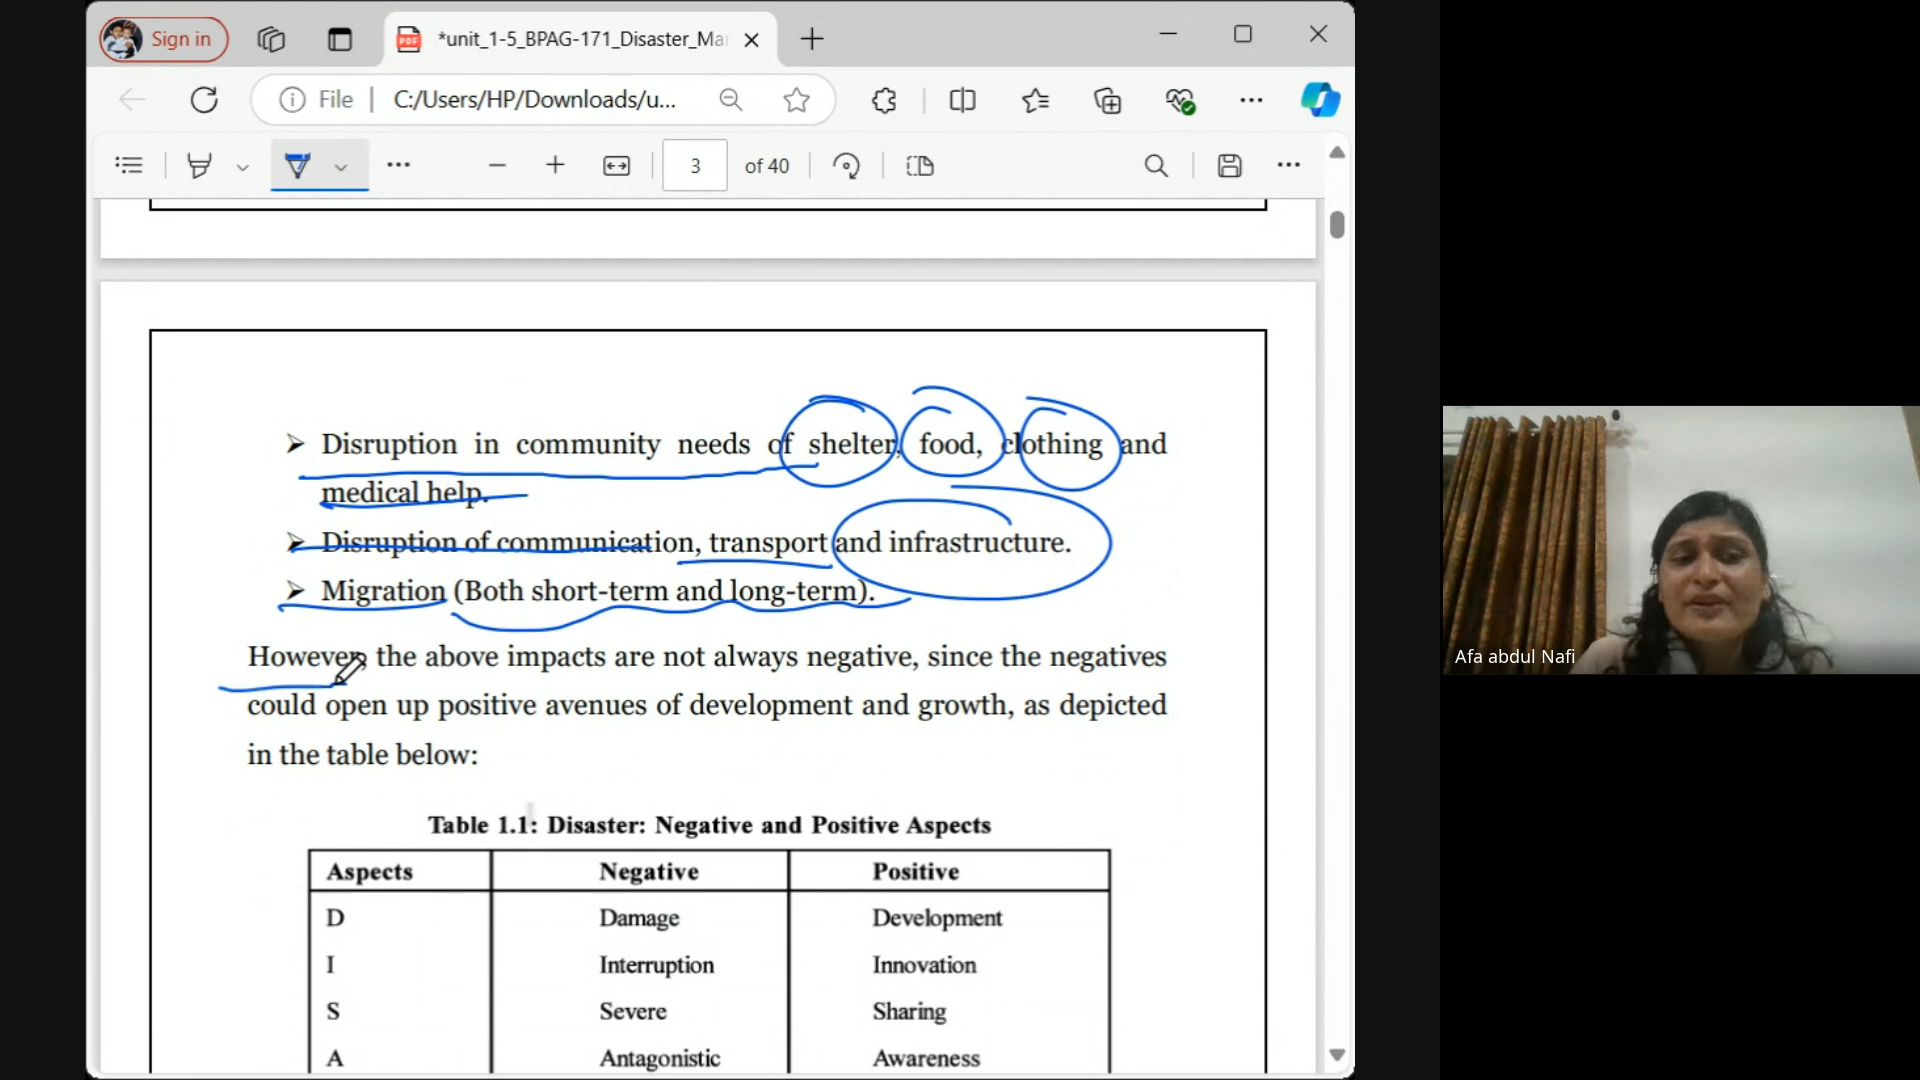 Sign in
*unit_1-5_BPAG-171_Disaster_Mar
File | C:/Users/HP/Downloads/u...
3 of 40
➢ Disruption in community needs of shelter, food, clothing and
medical help.
➢ Disruption of communication, transport and infrastructure.
➢ Migration (Both short-term and long-term).
However, the above impacts are not always negative, since the negatives
could open up positive avenues of development and growth, as depicted
in the table below:
Table 1.1: Disaster: Negative and Positive Aspects
Aspects Negative Positive
D Damage Development
I Interruption Innovation
S Severe Sharing
A Antagonistic Awareness
Afa abdul Nafi